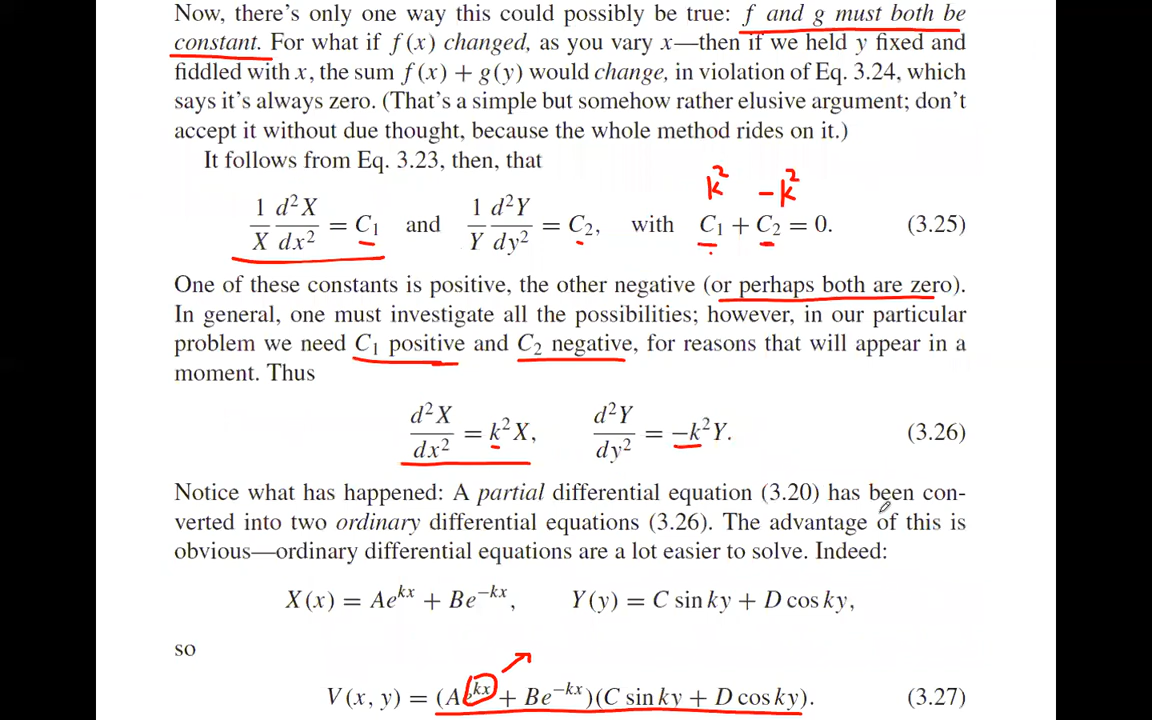 Now, there's only one way this could possibly be true: f and g must both be
constant. For what if f(x) changed, as you vary x—then if we held y fixed and
fiddled with x, the sum f(x) + g(y) would change, in violation of Eq. 3.24, which
says it's always zero. (That's a simple but somehow rather elusive argument; don't
accept it without due thought, because the whole method rides on it.)
It follows from Eq. 3.23, then, that
k² −k²
1/X d²X/dx² = C₁ and 1/Y d²Y/dy² = C₂, with C₁ + C₂ = 0. (3.25)
One of these constants is positive, the other negative (or perhaps both are zero).
In general, one must investigate all the possibilities; however, in our particular
problem we need C₁ positive and C₂ negative, for reasons that will appear in a
moment. Thus
d²X/dx² = k²X, d²Y/dy² = −k²Y. (3.26)
Notice what has happened: A partial differential equation (3.20) has been con-
verted into two ordinary differential equations (3.26). The advantage of this is
obvious—ordinary differential equations are a lot easier to solve. Indeed:
X(x) = Ae^{kx} + Be^{−kx}, Y(y) = C sin ky + D cos ky,
so
V(x, y) = (Ae^{kx} + Be^{−kx})(C sin ky + D cos ky). (3.27)